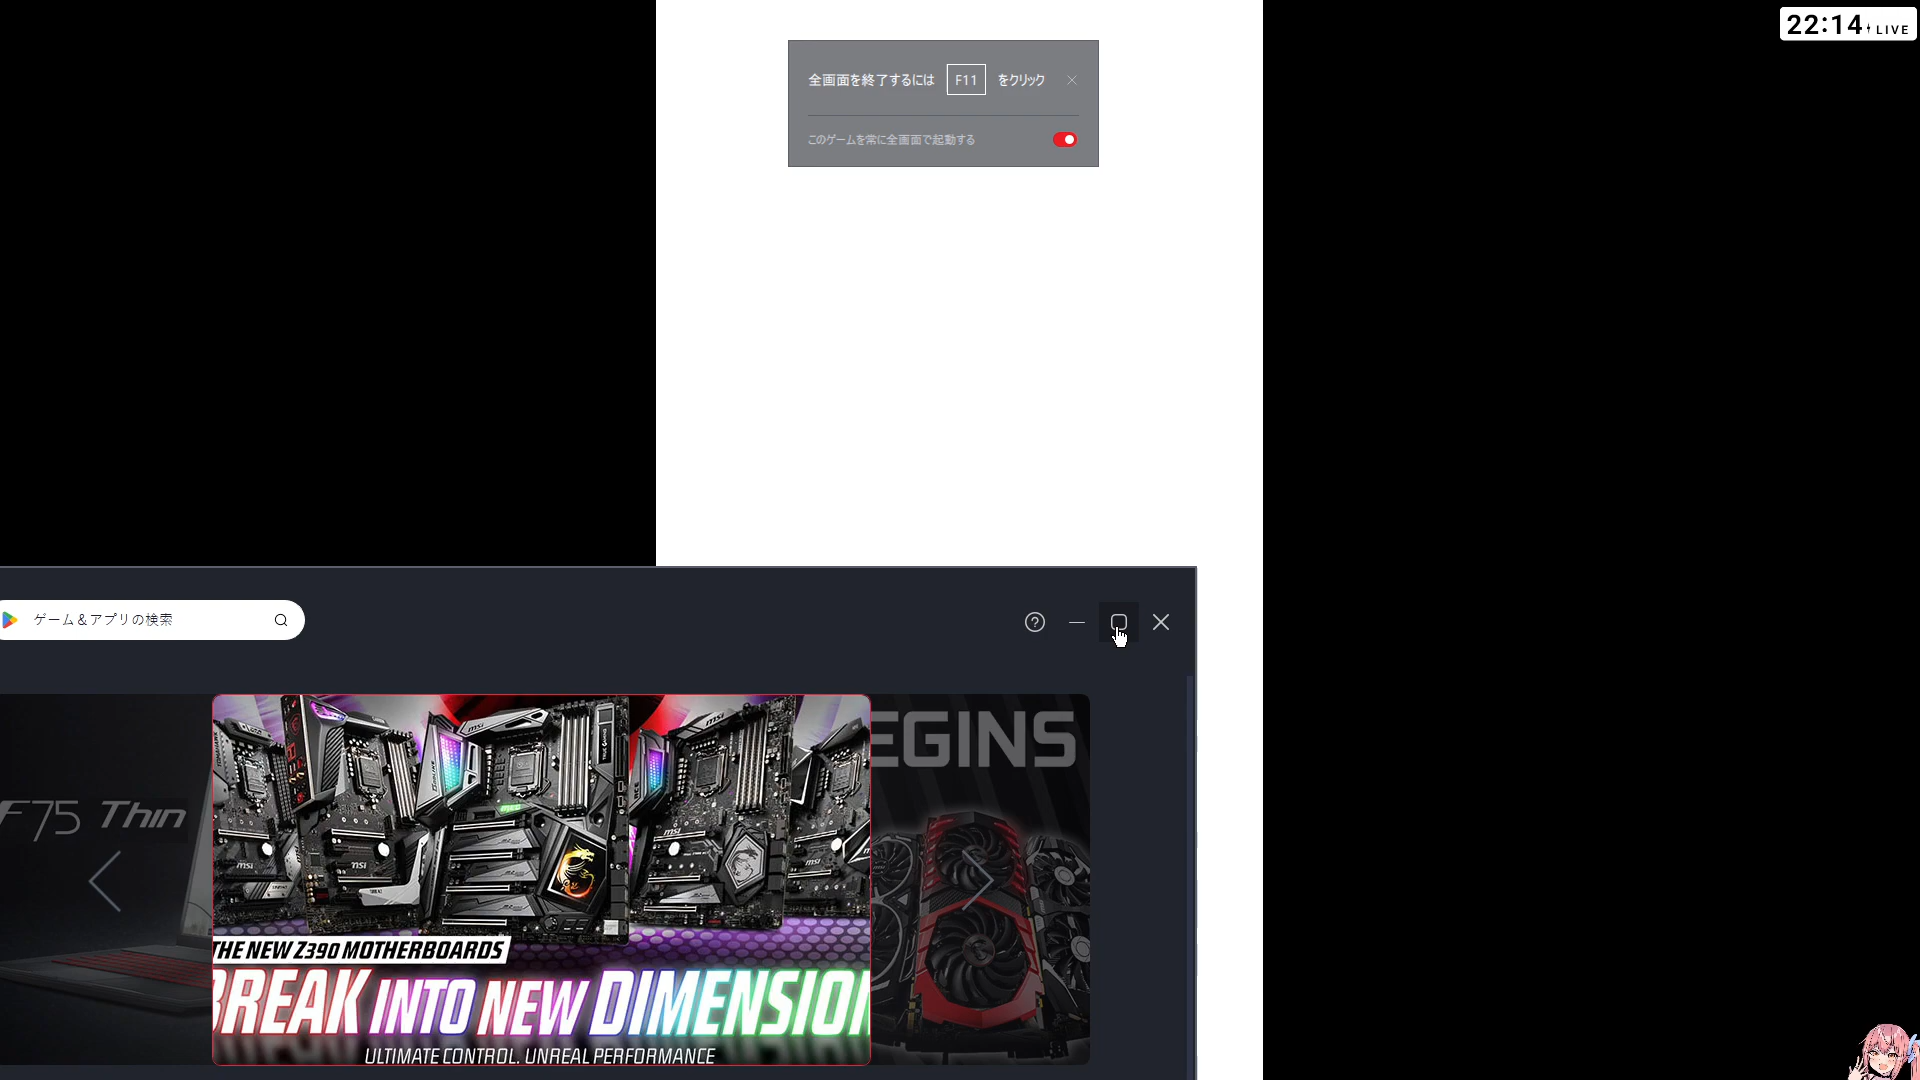 22:14 LIVE
全画面を終了するには F11 をクリック
このゲームを常に全画面で起動する
ゲーム＆アプリの検索
EGINS
F75 Thin
msi
THE NEW Z390 MOTHERBOARDS
BREAK INTO NEW DIMENSION
ULTIMATE CONTROL. UNREAL PERFORMANCE